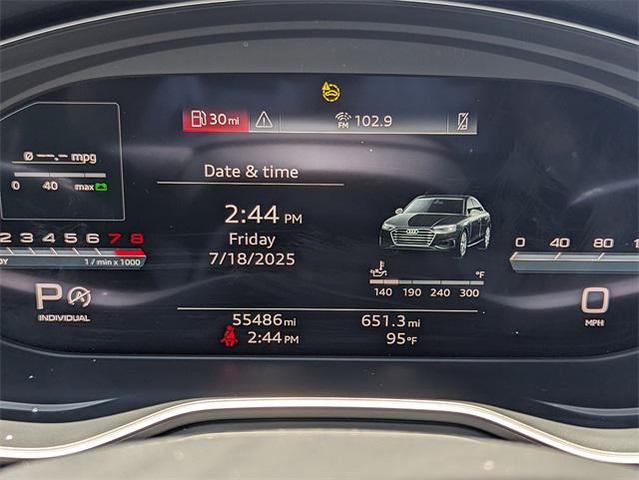 30 mi FM 102.9
Ø --.- mpg
0 40 max
Date & time
2:44 PM
Friday
7/18/2025
2 3 4 5 6 7 8
1 / min x 1000
0 40 80 1
°F
140 190 240 300
P
INDIVIDUAL
0
MPH
55486 mi 651.3 mi
2:44 PM 95 °F